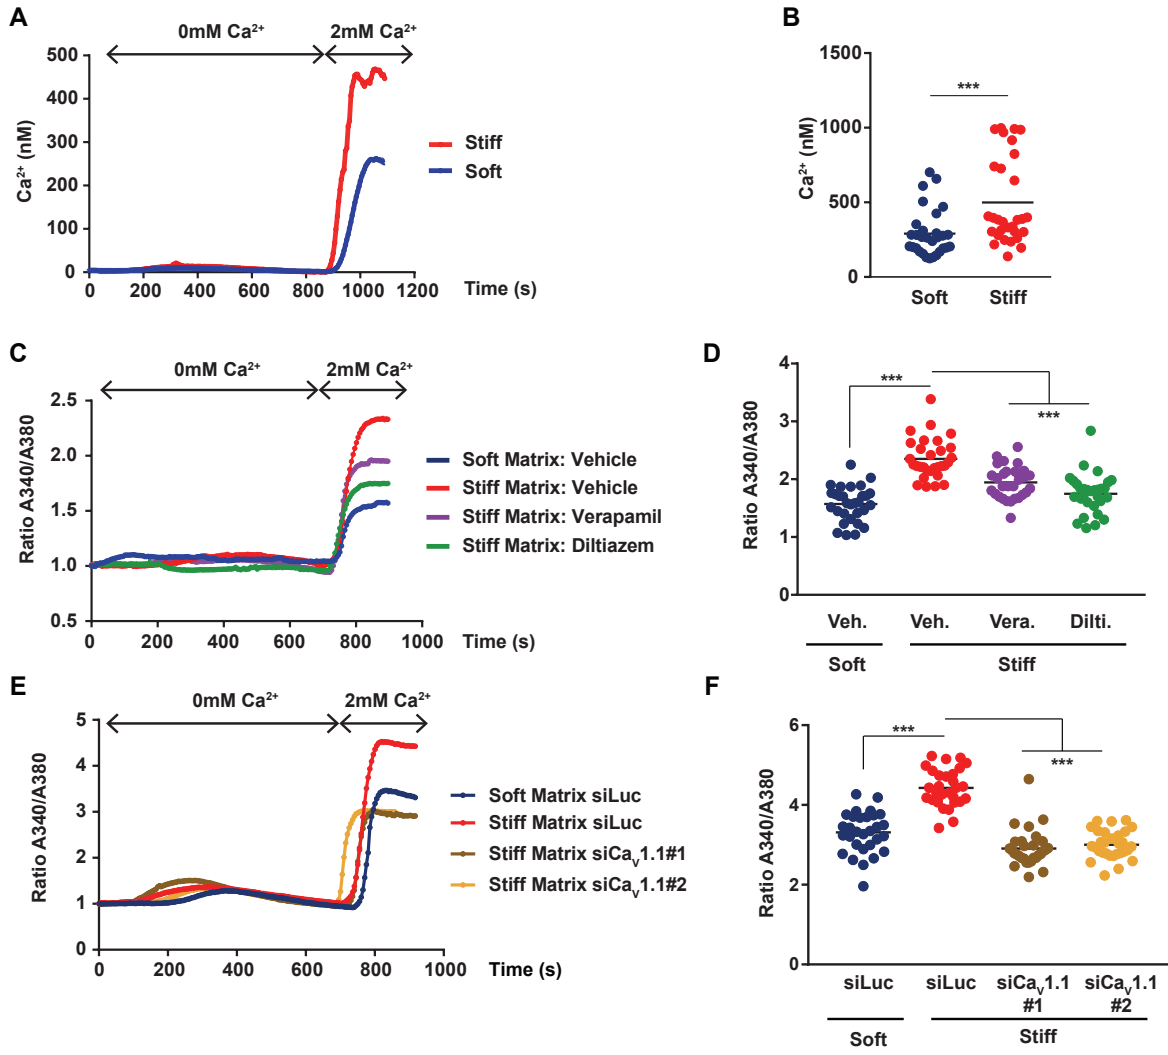 A
0mM Ca²⁺
2mM Ca²⁺
500
400
300
200
100
0
Ca²⁺ (nM)
0
200
400
600
800
1000
1200
Time (s)
Stiff
Soft
B
1500
1000
500
0
Ca²⁺ (nM)
***
Soft
Stiff
C
0mM Ca²⁺
2mM Ca²⁺
2.5
2.0
1.5
1.0
0.5
Ratio A340/A380
0
200
400
600
800
1000
Time (s)
Soft Matrix: Vehicle
Stiff Matrix: Vehicle
Stiff Matrix: Verapamil
Stiff Matrix: Diltiazem
D
4
3
2
1
0
Ratio A340/A380
***
***
Veh.
Veh.
Vera.
Dilti.
Soft
Stiff
E
0mM Ca²⁺
2mM Ca²⁺
5
4
3
2
1
0
Ratio A340/A380
0
200
400
600
800
1000
Time (s)
Soft Matrix siLuc
Stiff Matrix siLuc
Stiff Matrix siCaᵥ1.1#1
Stiff Matrix siCaᵥ1.1#2
F
6
4
2
0
Ratio A340/A380
***
***
siLuc
siLuc
siCaᵥ1.1
#1
siCaᵥ1.1
#2
Soft
Stiff